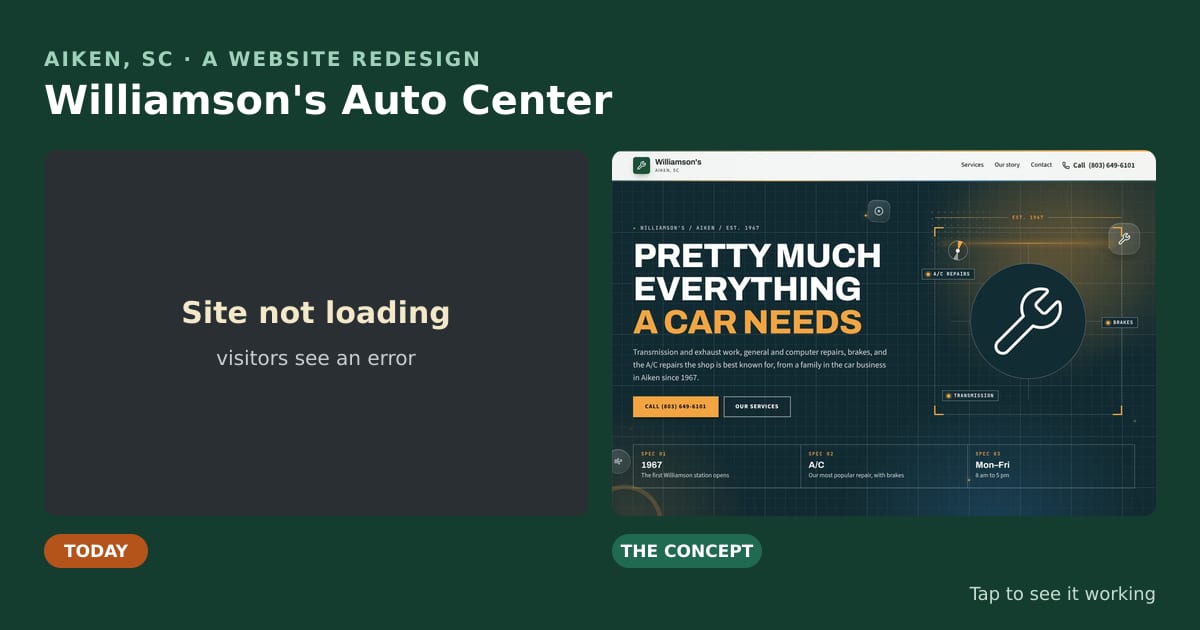 AIKEN, SC · A WEBSITE REDESIGN
Williamson's Auto Center
Site not loading
visitors see an error
TODAY
Williamson's
AIKEN, SC
Services Our story Contact Call (803) 649-6101
WILLIAMSON'S / AIKEN / EST. 1967
PRETTY MUCH
EVERYTHING
A CAR NEEDS
Transmission and exhaust work, general and computer repairs, brakes, and
the A/C repairs the shop is best known for, from a family in the car business
in Aiken since 1967.
CALL (803) 649-6101 OUR SERVICES
EST. 1967
A/C REPAIRS
BRAKES
TRANSMISSION
SPEC 01
1967
The first Williamson station opens
SPEC 02
A/C
Our most popular repair, with brakes
SPEC 03
Mon–Fri
8 am to 5 pm
THE CONCEPT
Tap to see it working